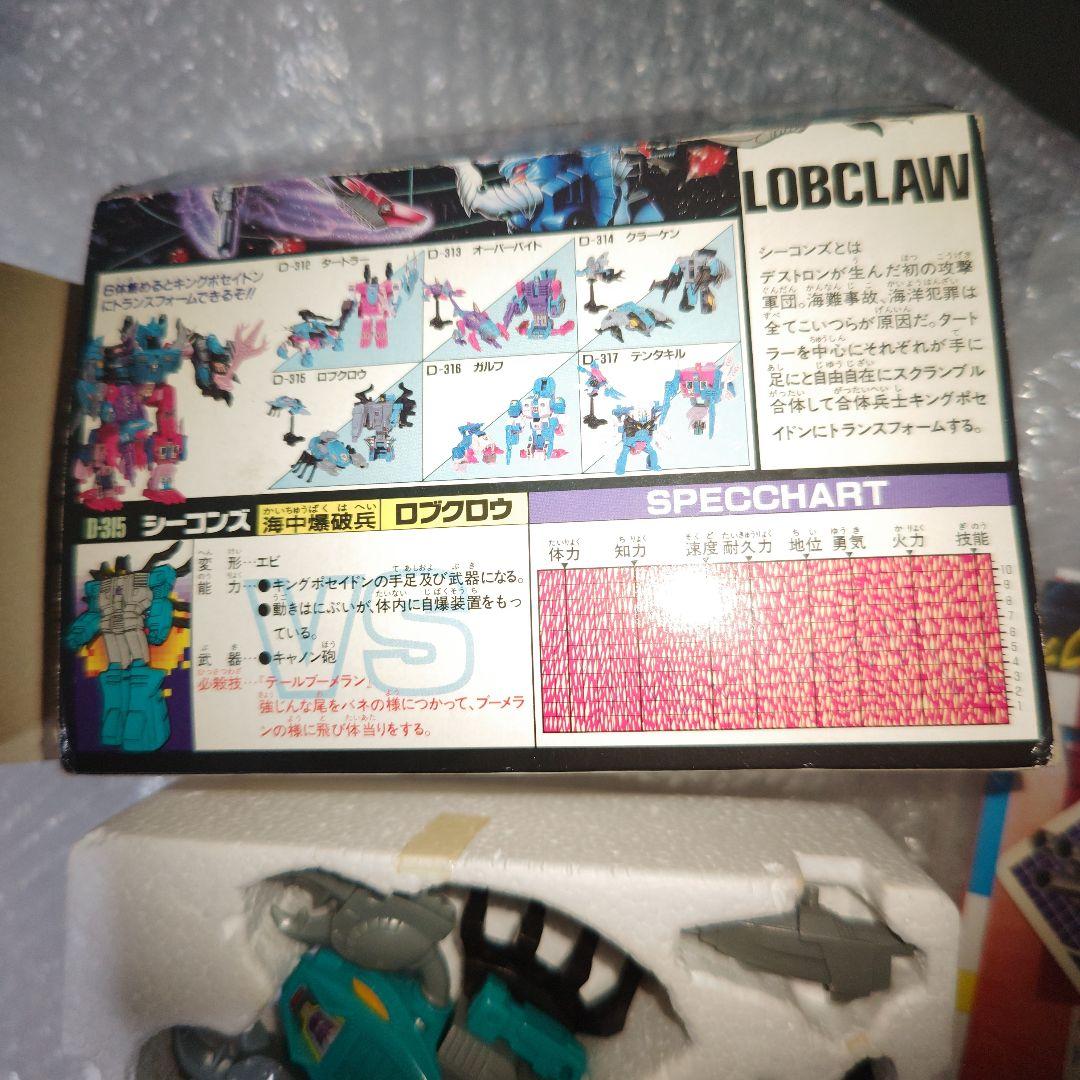 LOBCLAW
6体集めるとキングポセイドン
にトランスフォームできるぞ!!
D-312 タートラー
D-313 オーバーバイト
D-314 クラーケン
D-315 ロブクロウ
D-316 ガルフ
D-317 テンタキル
シーコンズとは
デストロンが生んだ初の攻撃
軍団。海難事故、海洋犯罪は
全てこいつらが原因だ。タート
ラーを中心にそれぞれが手に
足にと自由自在にスクランブル
合体して合体兵士キングポセ
イドンにトランスフォームする。
D-315 シーコンズ 海中爆破兵 ロブクロウ
変形…エビ
能力…●キングポセイドンの手足及び武器になる。
●動きはにぶいが、体内に自爆装置をもっ
ている。
武器…●キャノン砲
必殺技…『テールブーメラン』
強じんな尾をバネの様につかって、ブーメラ
ンの様に飛び体当りをする。
VS
SPECCHART
体力 知力 速度 耐久力 地位 勇気 火力 技能
10
9
8
7
6
5
4
3
2
1